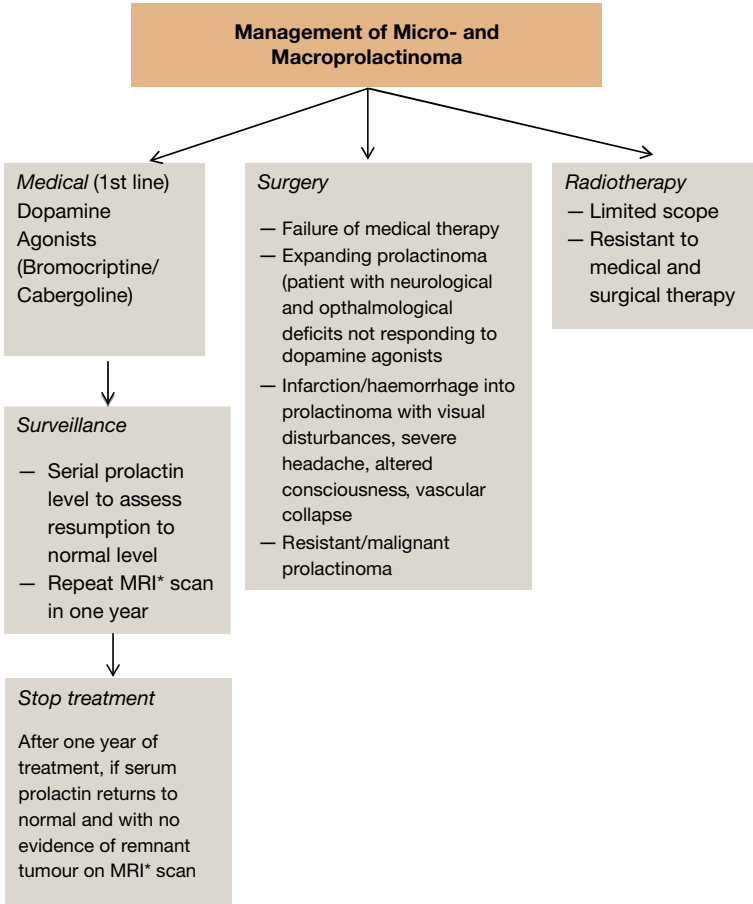 Management of Micro- and
Macroprolactinoma
Medical (1st line)
Dopamine
Agonists
(Bromocriptine/
Cabergoline)
Surveillance
— Serial prolactin
level to assess
resumption to
normal level
— Repeat MRI* scan
in one year
Stop treatment
After one year of
treatment, if serum
prolactin returns to
normal and with no
evidence of remnant
tumour on MRI* scan
Surgery
— Failure of medical therapy
— Expanding prolactinoma
(patient with neurological
and opthalmological
deficits not responding to
dopamine agonists
— Infarction/haemorrhage into
prolactinoma with visual
disturbances, severe
headache, altered
consciousness, vascular
collapse
— Resistant/malignant
prolactinoma
Radiotherapy
— Limited scope
— Resistant to
medical and
surgical therapy